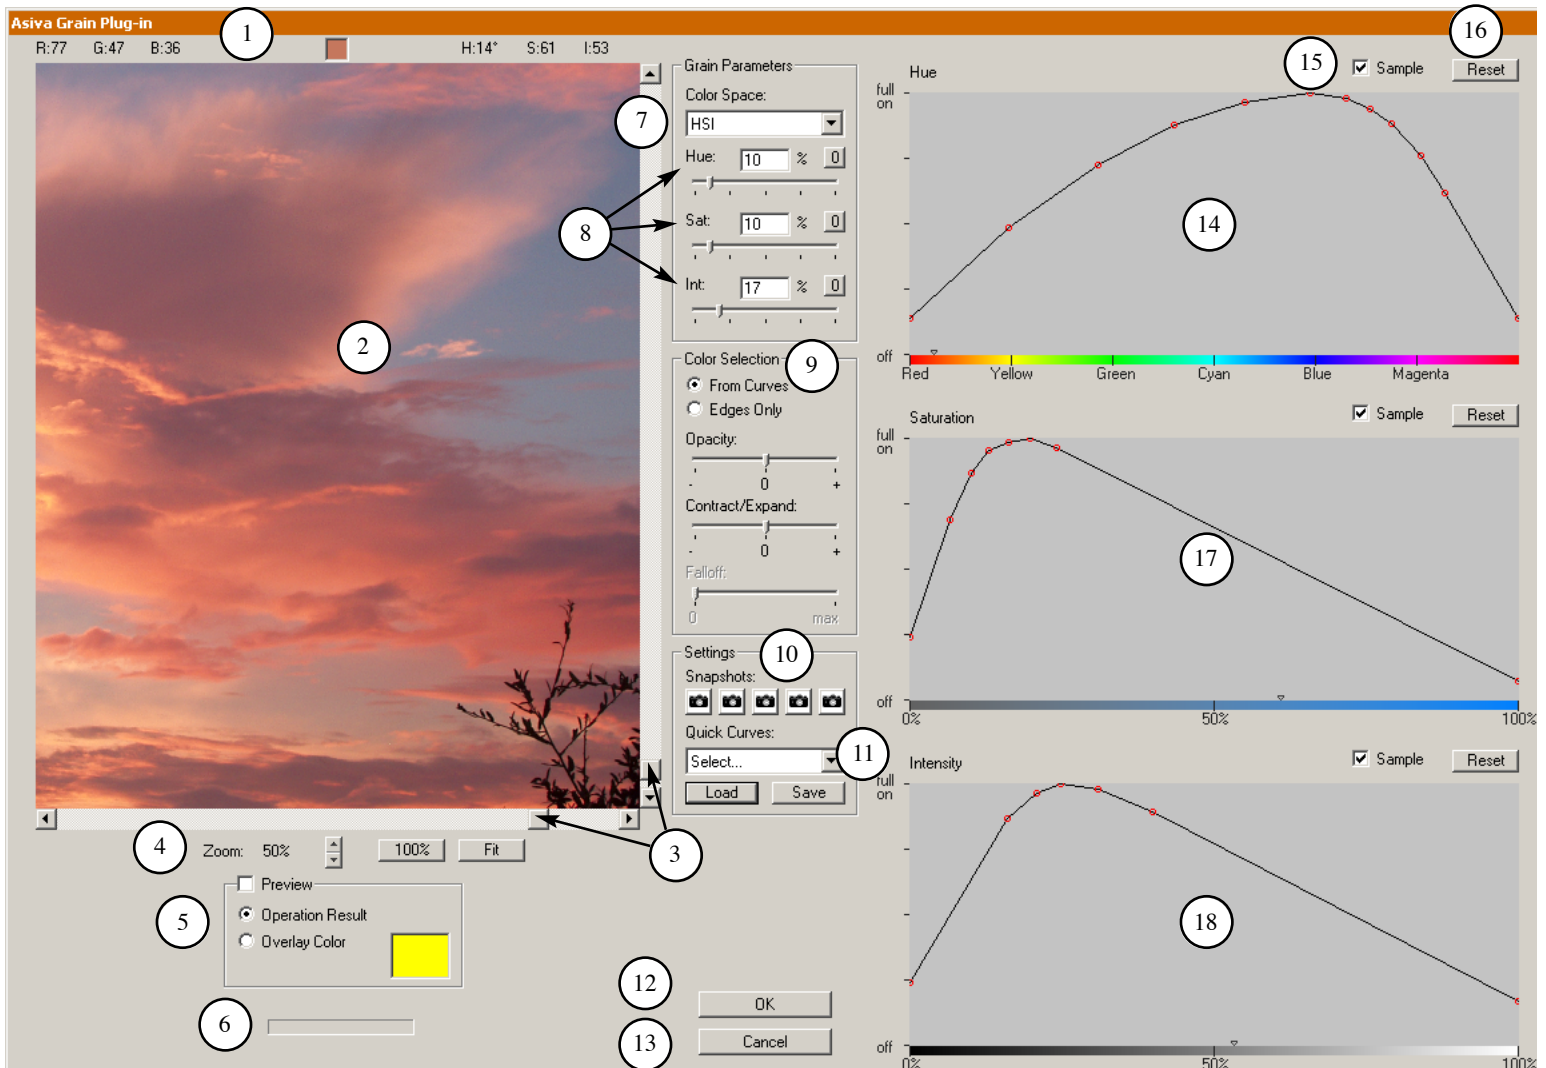 Asiva Grain Plug-in
1
16
R:77 G:47 B:36 H:14° S:61 I:53
15
Grain Parameters
Color Space:
HSI
7
Hue: 10 % 0
Sat: 10 % 0
Int: 17 % 0
8
2
Color Selection
9
From Curves
Edges Only
Opacity:
- 0 +
Contract/Expand:
- 0 +
Falloff:
0 max
Settings
10
Snapshots:
Quick Curves:
11
Select...
Load Save
3
4
Zoom: 50% 100% Fit
Preview
5
Operation Result
Overlay Color
6
12
OK
13
Cancel
Hue
Sample Reset
full
on
14
off
Red Yellow Green Cyan Blue Magenta
Saturation
Sample Reset
full
on
17
off
0% 50% 100%
Intensity
Sample Reset
full
on
18
off
0% 50% 100%